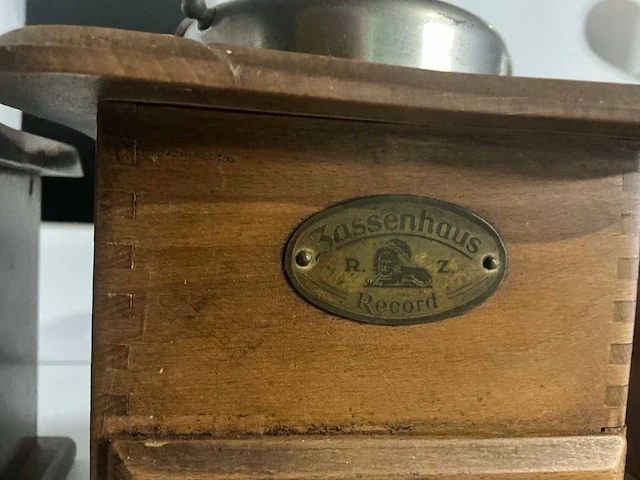 Zassenhaus
R. Z.
Record